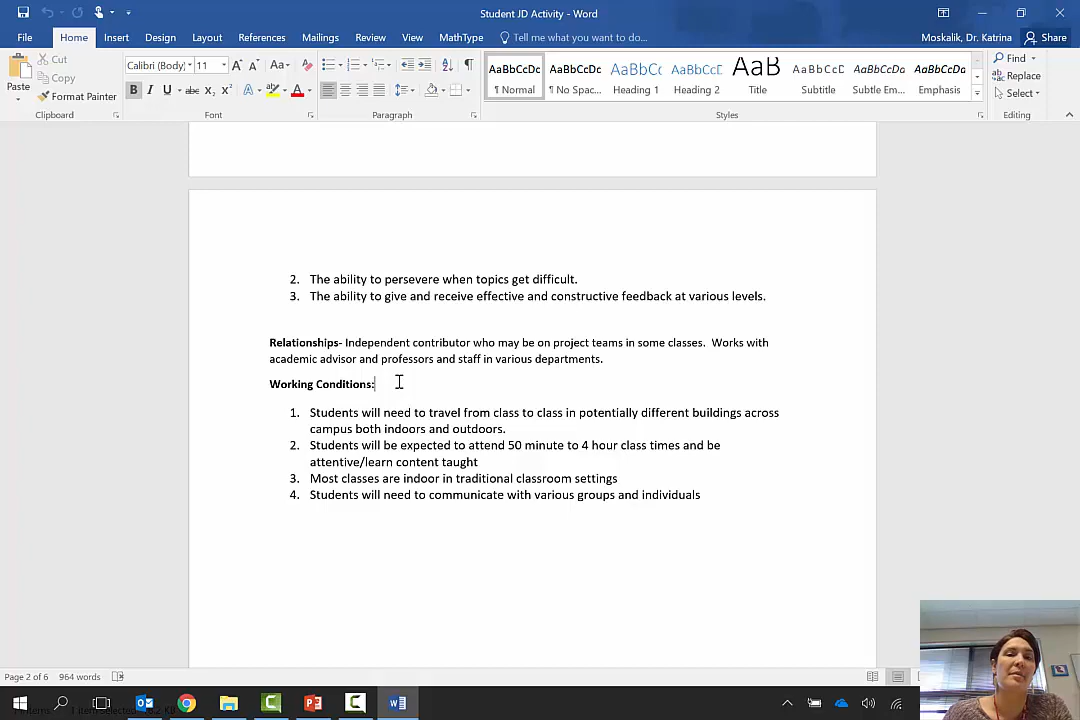 Student JD Activity - Word
File Home Insert Design Layout References Mailings Review View MathType Tell me what you want to do... Moskalik, Dr. Katrina Share
Paste Cut Copy Format Painter
Calibri (Body) 11
AaBbCcDc AaBbCcDc AaBbCc AaBbCcE AaB AaBbCcD AaBbCcDa AaBbCcDa
¶ Normal ¶ No Spac... Heading 1 Heading 2 Title Subtitle Subtle Em... Emphasis
Find Replace Select
Clipboard Font Paragraph Styles Editing
2. The ability to persevere when topics get difficult.
3. The ability to give and receive effective and constructive feedback at various levels.
Relationships- Independent contributor who may be on project teams in some classes. Works with
academic advisor and professors and staff in various departments.
Working Conditions:
1. Students will need to travel from class to class in potentially different buildings across
campus both indoors and outdoors.
2. Students will be expected to attend 50 minute to 4 hour class times and be
attentive/learn content taught
3. Most classes are indoor in traditional classroom settings
4. Students will need to communicate with various groups and individuals
Page 2 of 6 964 words